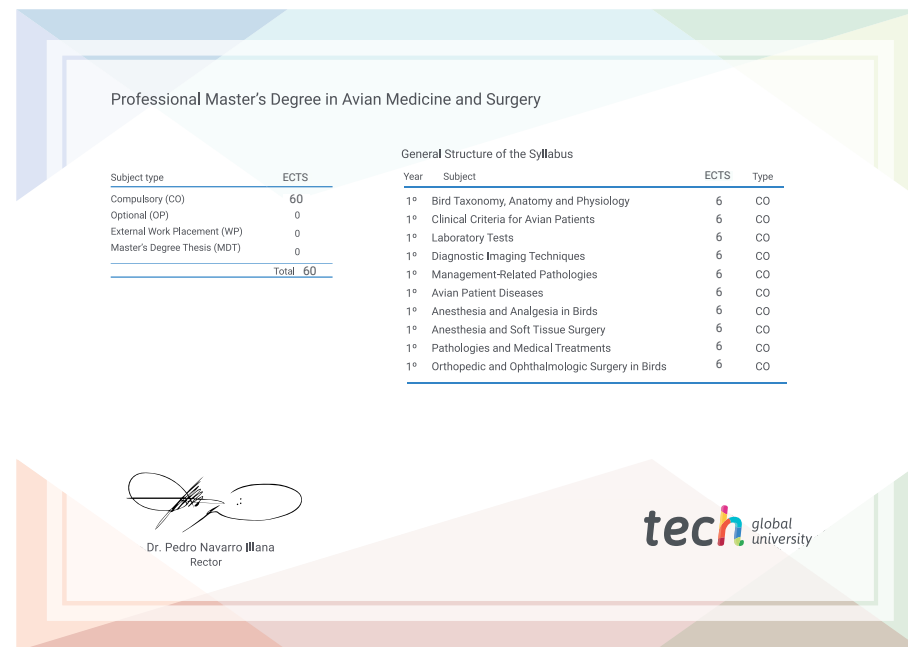 Professional Master's Degree in Avian Medicine and Surgery
Subject type ECTS
Compulsory (CO) 60
Optional (OP) 0
External Work Placement (WP) 0
Master's Degree Thesis (MDT) 0
Total 60
General Structure of the Syllabus
Year Subject ECTS Type
1º Bird Taxonomy, Anatomy and Physiology 6 CO
1º Clinical Criteria for Avian Patients 6 CO
1º Laboratory Tests 6 CO
1º Diagnostic Imaging Techniques 6 CO
1º Management-Related Pathologies 6 CO
1º Avian Patient Diseases 6 CO
1º Anesthesia and Analgesia in Birds 6 CO
1º Anesthesia and Soft Tissue Surgery 6 CO
1º Pathologies and Medical Treatments 6 CO
1º Orthopedic and Ophthalmologic Surgery in Birds 6 CO
Dr. Pedro Navarro Illana
Rector
tech global
university